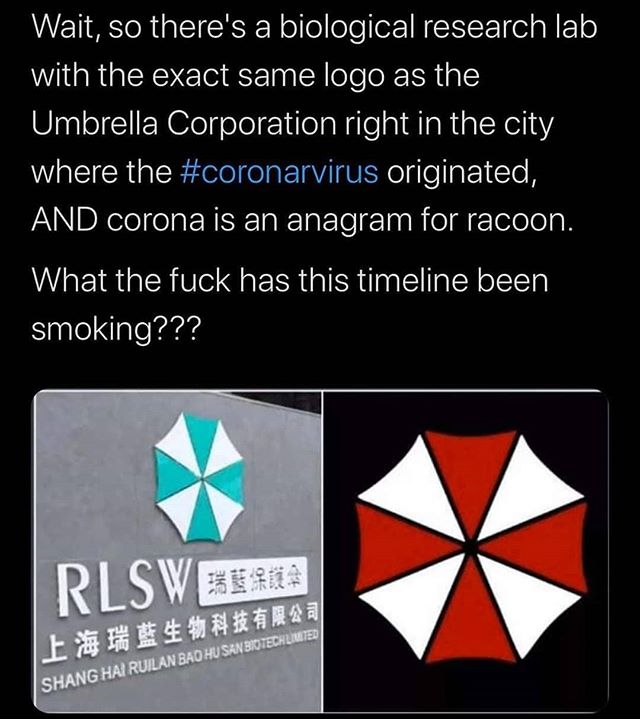 Wait, so there's a biological research lab
with the exact same logo as the
Umbrella Corporation right in the city
where the #coronarvirus originated,
AND corona is an anagram for racoon.
What the fuck has this timeline been
smoking???
RLSW 瑞藍保護傘
上海瑞藍生物科技有限公司
SHANG HAI RUILAN BAO HU SAN BIOTECH LIMITED